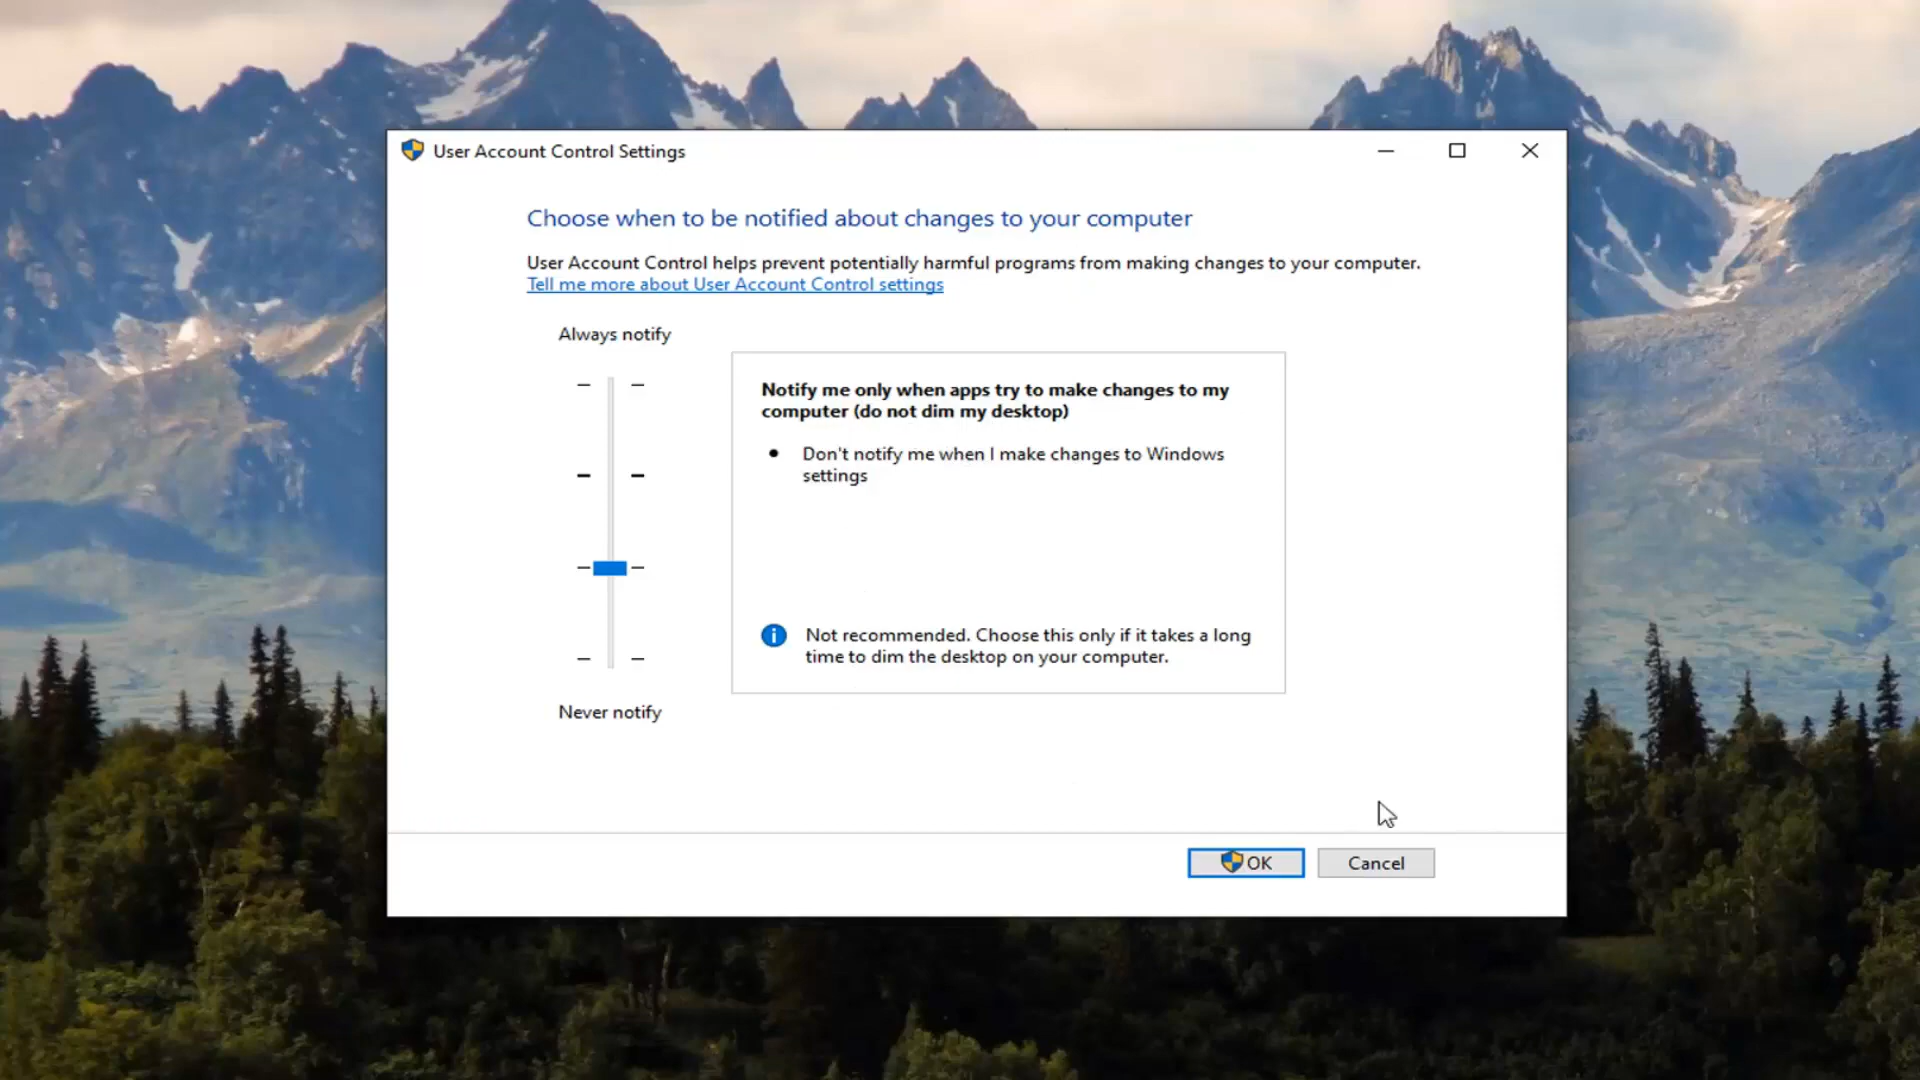 User Account Control Settings
Choose when to be notified about changes to your computer
User Account Control helps prevent potentially harmful programs from making changes to your computer.
Tell me more about User Account Control settings
Always notify
Notify me only when apps try to make changes to my
computer (do not dim my desktop)
Don't notify me when I make changes to Windows
settings
Not recommended. Choose this only if it takes a long
time to dim the desktop on your computer.
Never notify
OK
Cancel